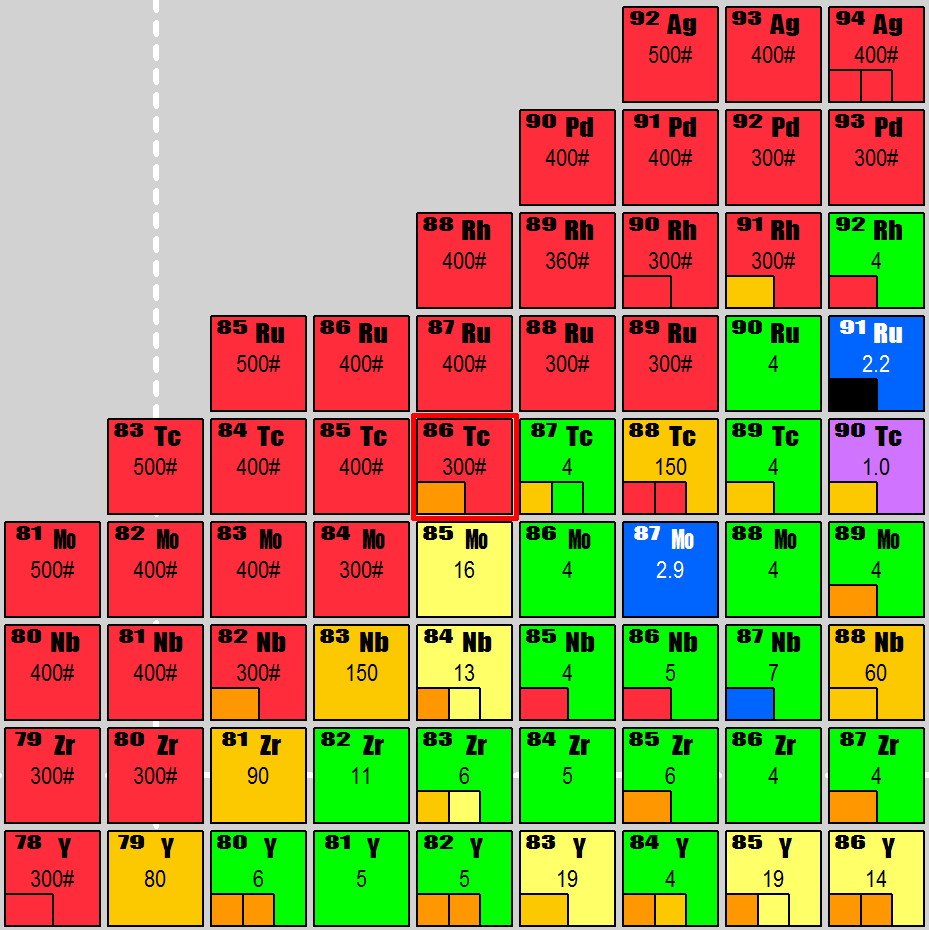 92 Ag 93 Ag 94 Ag
500# 400# 400#
90 Pd 91 Pd 92 Pd 93 Pd
400# 400# 300# 300#
88 Rh 89 Rh 90 Rh 91 Rh 92 Rh
400# 360# 300# 300# 4
85 Ru 86 Ru 87 Ru 88 Ru 89 Ru 90 Ru 91 Ru
500# 400# 400# 300# 300# 4 2.2
83 Tc 84 Tc 85 Tc 86 Tc 87 Tc 88 Tc 89 Tc 90 Tc
500# 400# 400# 300# 4 150 4 1.0
81 Mo 82 Mo 83 Mo 84 Mo 85 Mo 86 Mo 87 Mo 88 Mo 89 Mo
500# 400# 400# 300# 16 4 2.9 4 4
80 Nb 81 Nb 82 Nb 83 Nb 84 Nb 85 Nb 86 Nb 87 Nb 88 Nb
400# 400# 300# 150 13 4 5 7 60
79 Zr 80 Zr 81 Zr 82 Zr 83 Zr 84 Zr 85 Zr 86 Zr 87 Zr
300# 300# 90 11 6 5 6 4 4
78 Y 79 Y 80 Y 81 Y 82 Y 83 Y 84 Y 85 Y 86 Y
300# 80 6 5 5 19 4 19 14